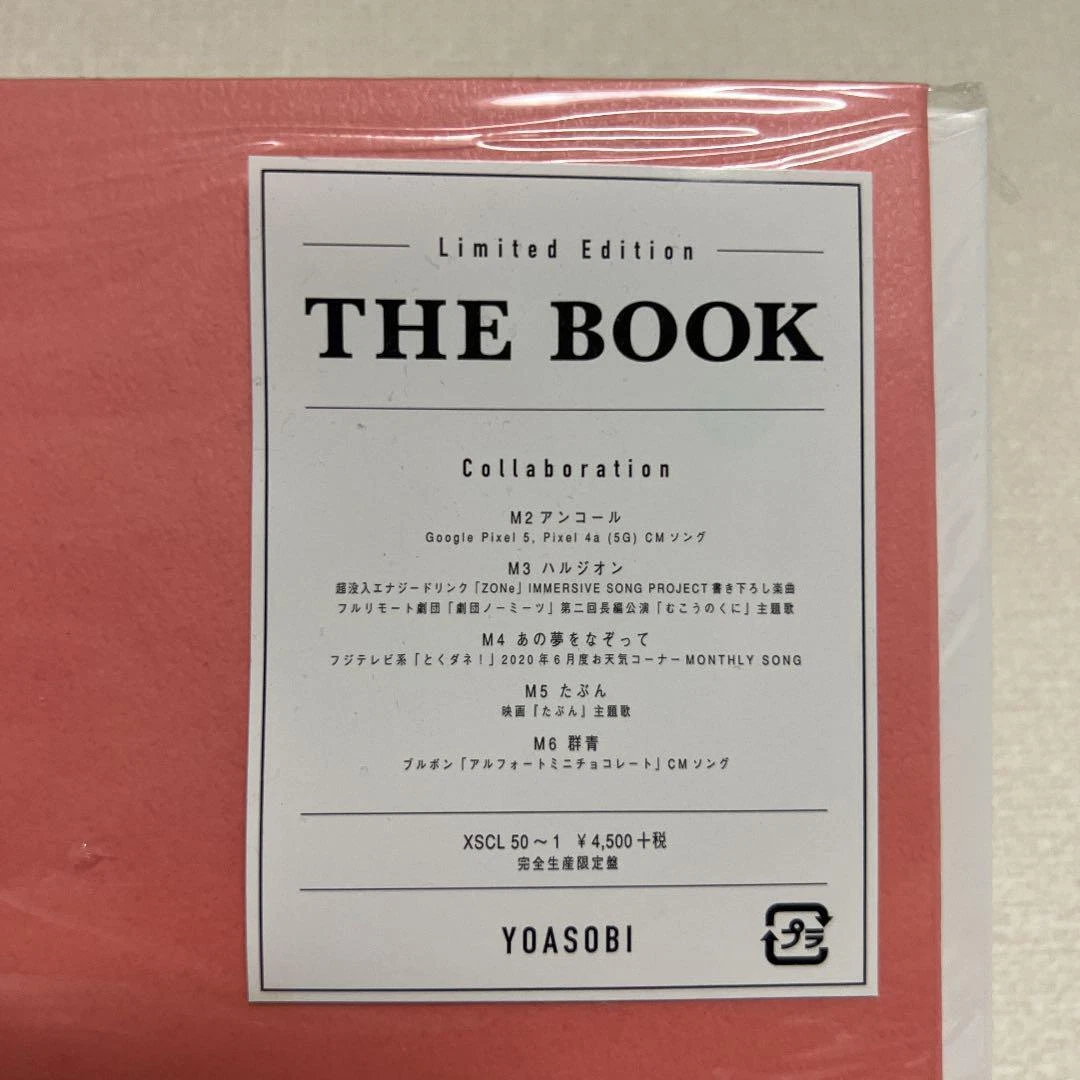 Limited Edition
THE BOOK
Collaboration
M2 アンコール
Google Pixel 5, Pixel 4a (5G) CMソング
M3 ハルジオン
超没入エナジードリンク「ZONe」IMMERSIVE SONG PROJECT書き下ろし楽曲
フルリモート劇団「劇団ノーミーツ」第二回長編公演「むこうのくに」主題歌
M4 あの夢をなぞって
フジテレビ系「とくダネ！」2020年6月度お天気コーナーMONTHLY SONG
M5 たぶん
映画『たぶん』主題歌
M6 群青
ブルボン「アルフォートミニチョコレート」CMソング
XSCL 50～1 ¥4,500＋税
完全生産限定盤
YOASOBI
プラ